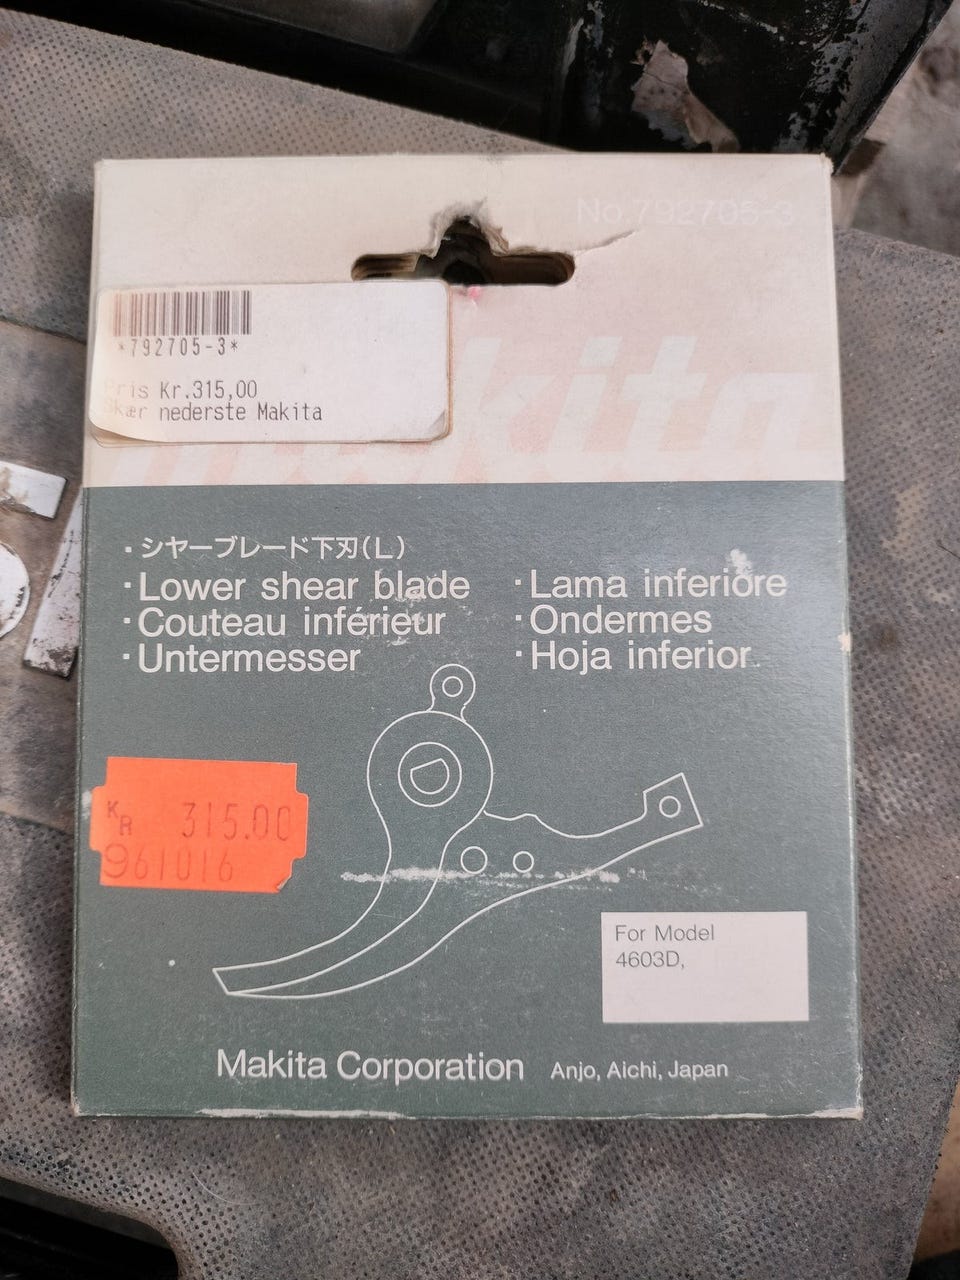 No.792705-3
*792705-3*
Pris Kr.315,00
Skær nederste Makita
makita
・シヤーブレード下刃(L)
・Lower shear blade
・Couteau inférieur
・Untermesser
・Lama inferiore
・Ondermes
・Hoja inferior
KR 315.00
961016
For Model
4603D,
Makita Corporation Anjo, Aichi, Japan